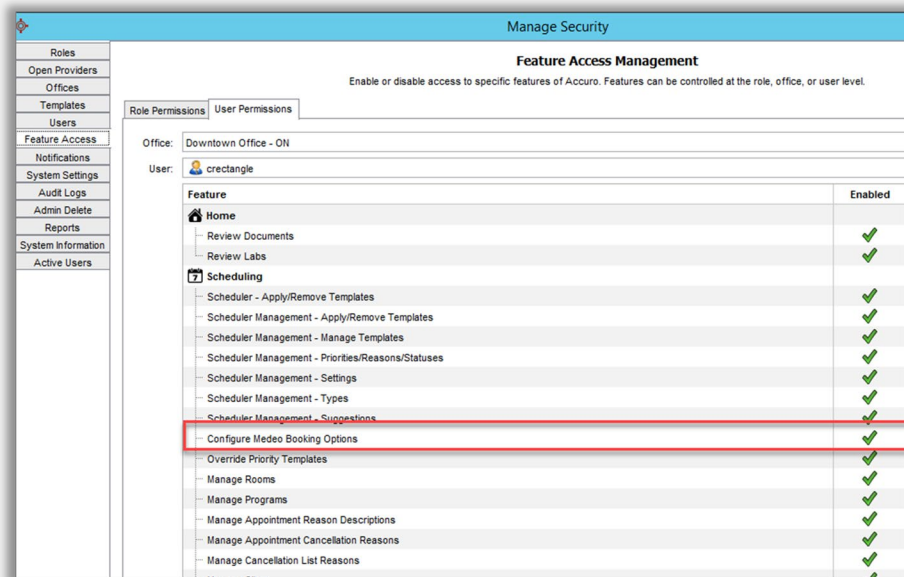 Manage Security
Roles
Open Providers
Offices
Templates
Users
Feature Access
Notifications
System Settings
Audit Logs
Admin Delete
Reports
System Information
Active Users
Feature Access Management
Enable or disable access to specific features of Accuro. Features can be controlled at the role, office, or user level.
Role Permissions User Permissions
Office: Downtown Office - ON
User: crectangle
Feature Enabled
Home
Review Documents
Review Labs
7 Scheduling
Scheduler - Apply/Remove Templates
Scheduler Management - Apply/Remove Templates
Scheduler Management - Manage Templates
Scheduler Management - Priorities/Reasons/Statuses
Scheduler Management - Settings
Scheduler Management - Types
Scheduler Management - Suggestions
Configure Medeo Booking Options
Override Priority Templates
Manage Rooms
Manage Programs
Manage Appointment Reason Descriptions
Manage Appointment Cancellation Reasons
Manage Cancellation List Reasons